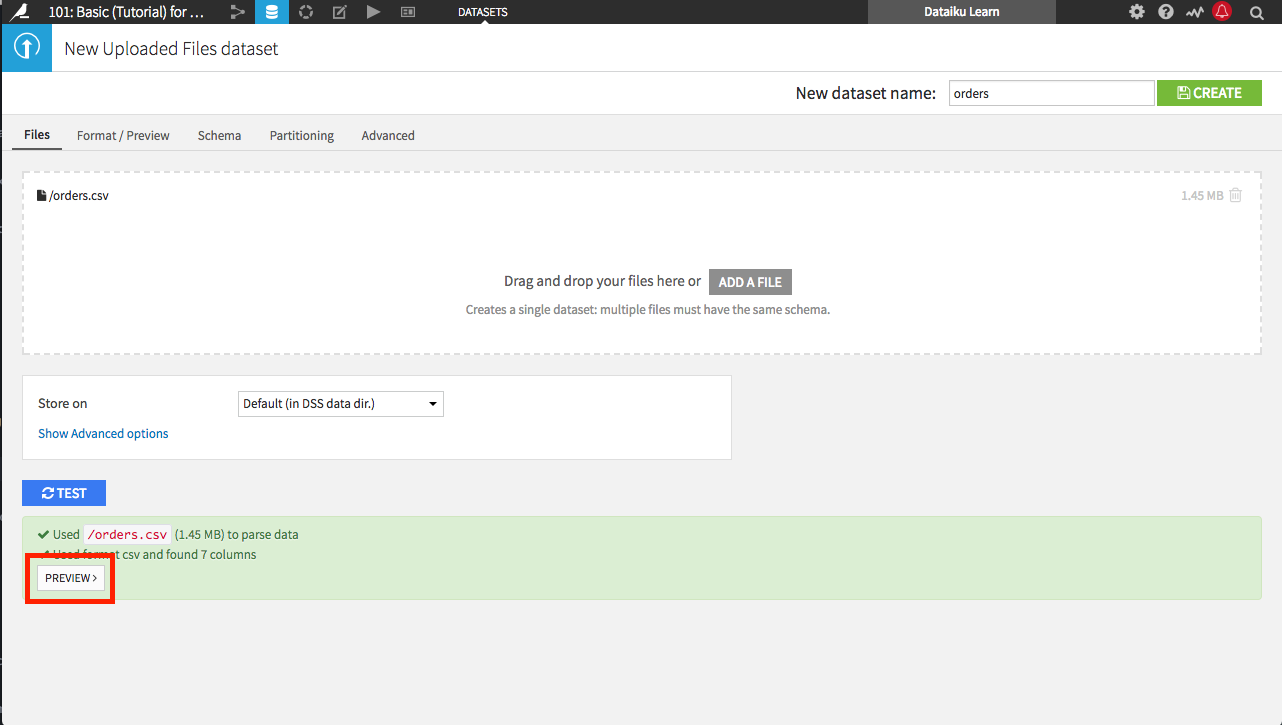 101: Basic (Tutorial) for ... DATASETS Dataiku Learn
New Uploaded Files dataset
New dataset name: orders CREATE
Files Format / Preview Schema Partitioning Advanced
/orders.csv 1.45 MB
Drag and drop your files here or ADD A FILE
Creates a single dataset: multiple files must have the same schema.
Store on Default (in DSS data dir.)
Show Advanced options
TEST
Used /orders.csv (1.45 MB) to parse data
Used format csv and found 7 columns
PREVIEW >